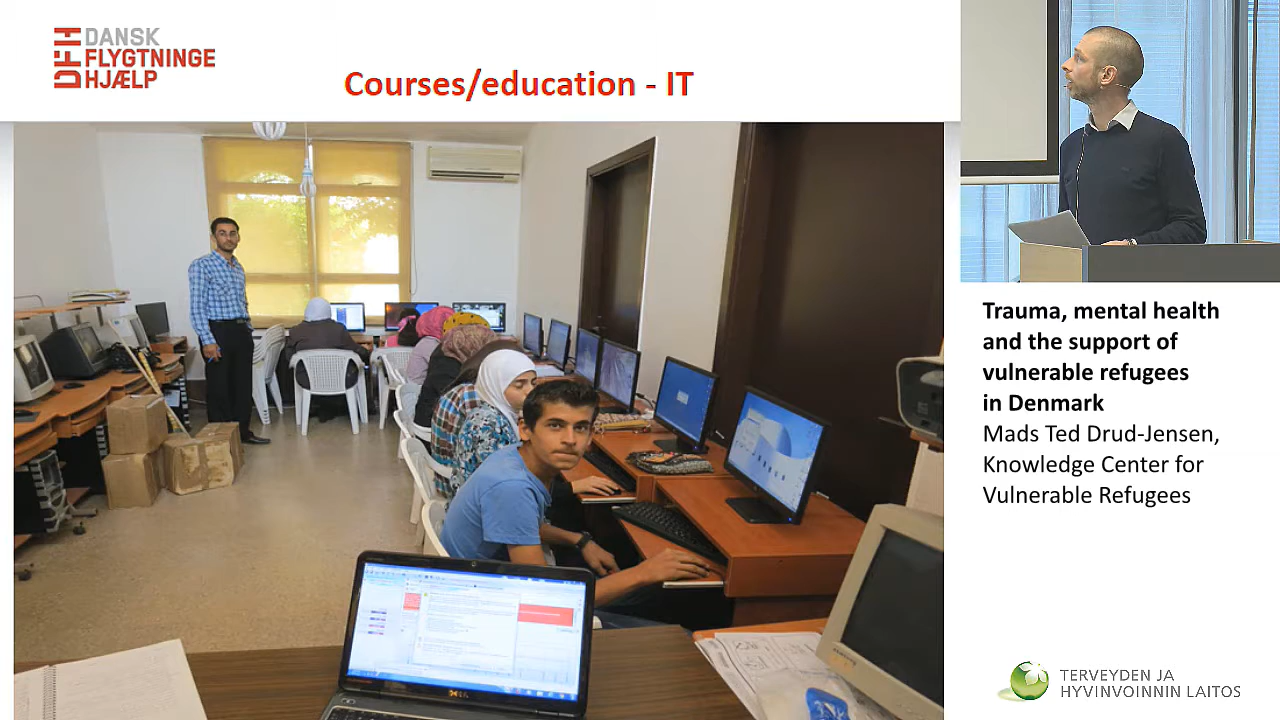 DFH DANSK
FLYGTNINGE
HJÆLP
Courses/education - IT
Trauma, mental health
and the support of
vulnerable refugees
in Denmark
Mads Ted Drud-Jensen,
Knowledge Center for
Vulnerable Refugees
TERVEYDEN JA
HYVINVOINNIN LAITOS